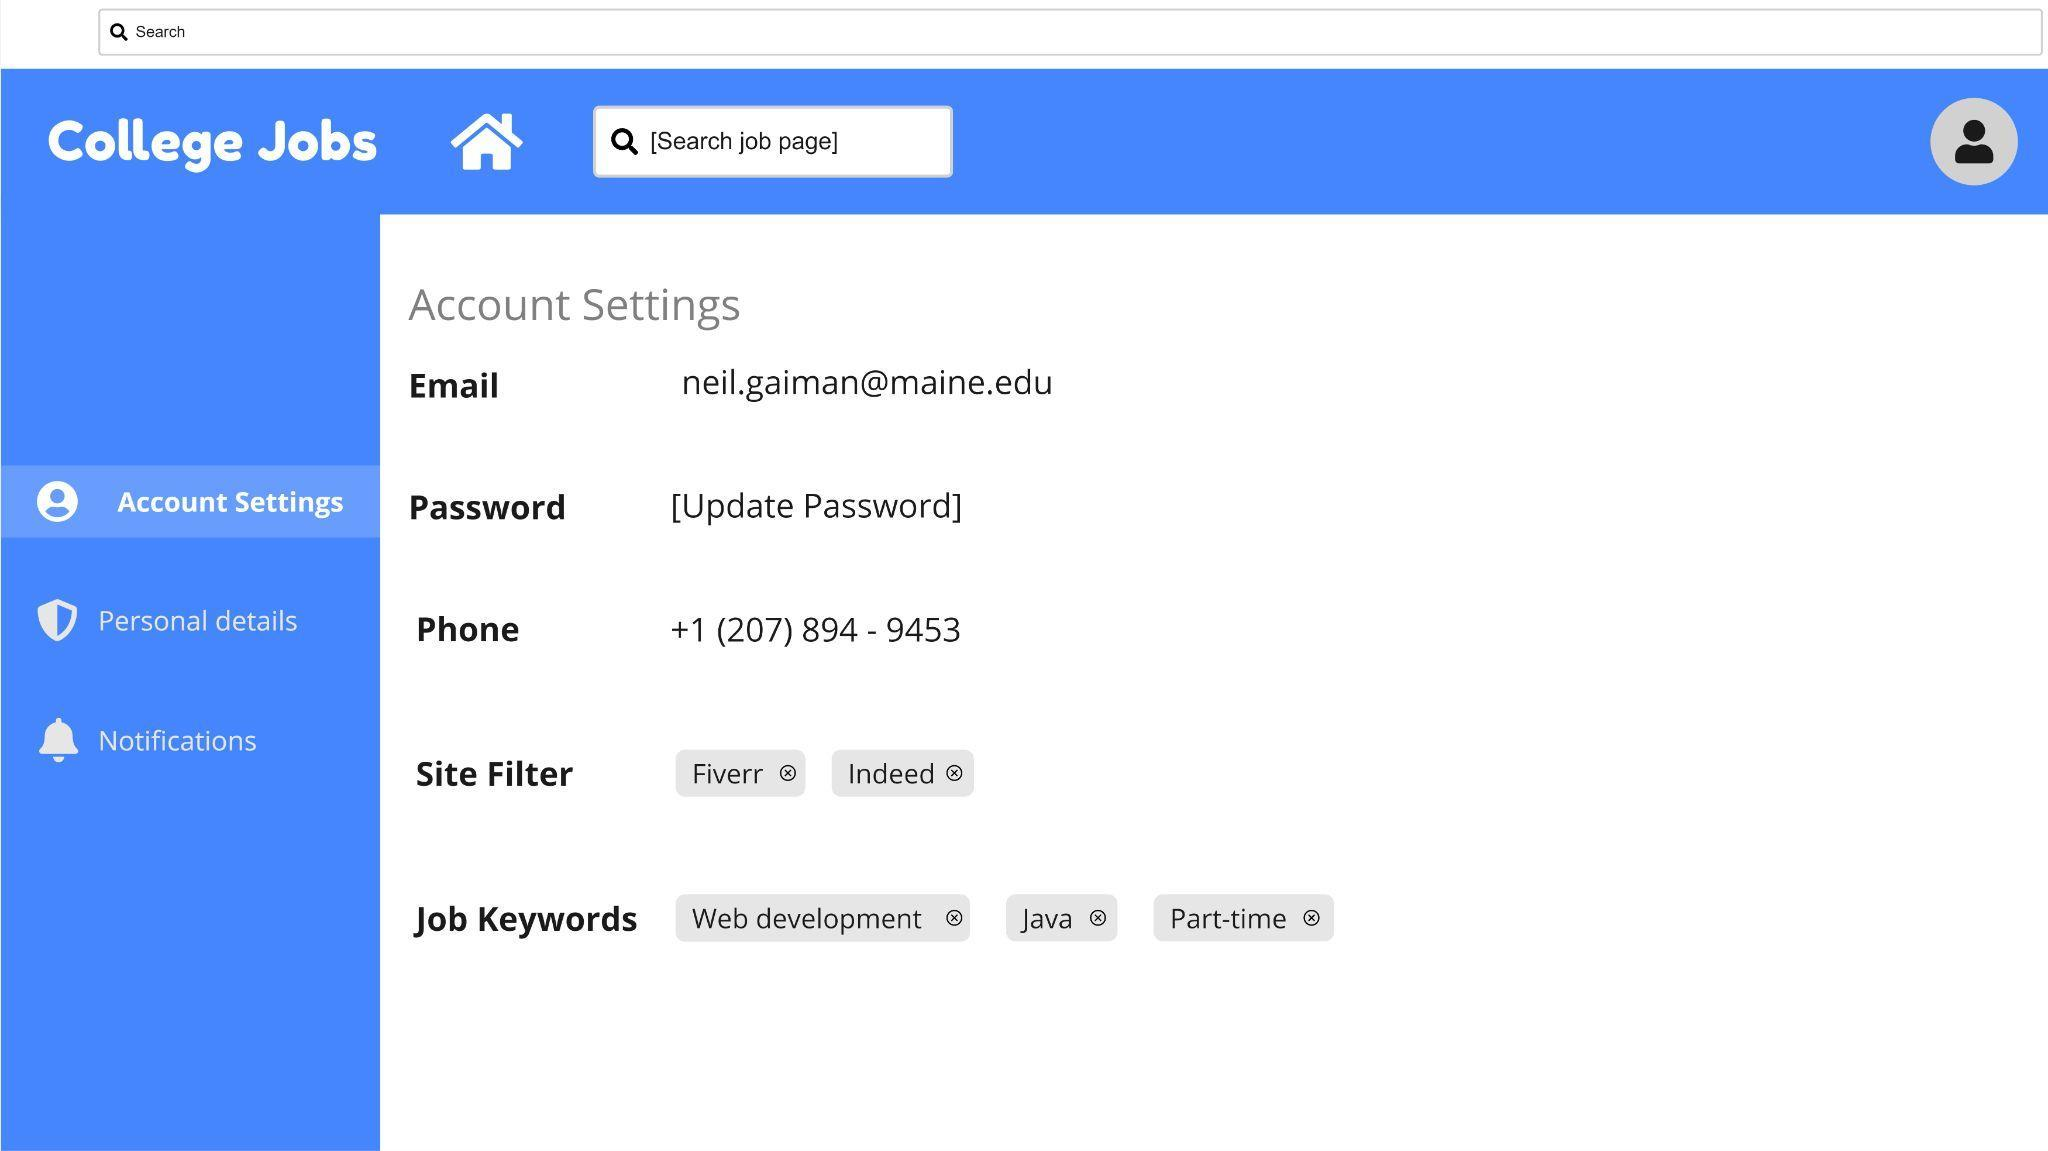 Search
College Jobs
[Search job page]
Account Settings
Personal details
Notifications
Account Settings
Email neil.gaiman@maine.edu
Password [Update Password]
Phone +1 (207) 894 - 9453
Site Filter Fiverr Indeed
Job Keywords Web development Java Part-time